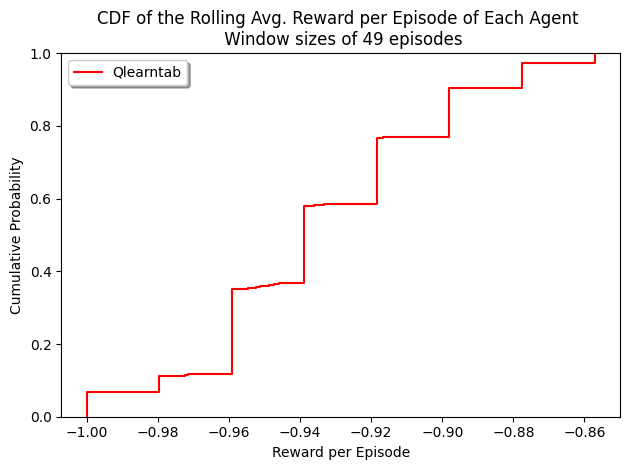 CDF of the Rolling Avg. Reward per Episode of Each Agent
Window sizes of 49 episodes
Qlearntab
1.0
0.8
0.6
0.4
0.2
0.0
Cumulative Probability
−1.00 −0.98 −0.96 −0.94 −0.92 −0.90 −0.88 −0.86
Reward per Episode